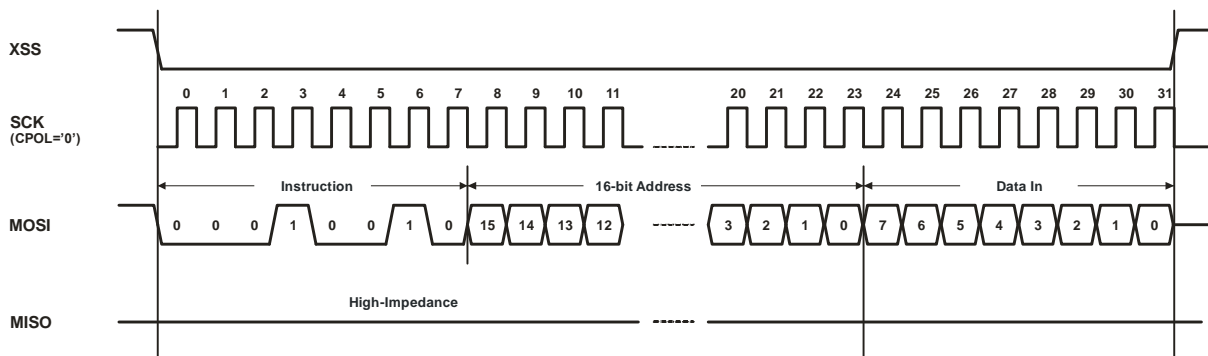 XSS
0 1 2 3 4 5 6 7 8 9 10 11 20 21 22 23 24 25 26 27 28 29 30 31
SCK
(CPOL='0')
Instruction 16-bit Address Data In
MOSI 0 0 0 1 0 0 1 0 15 14 13 12 3 2 1 0 7 6 5 4 3 2 1 0
High-Impedance
MISO